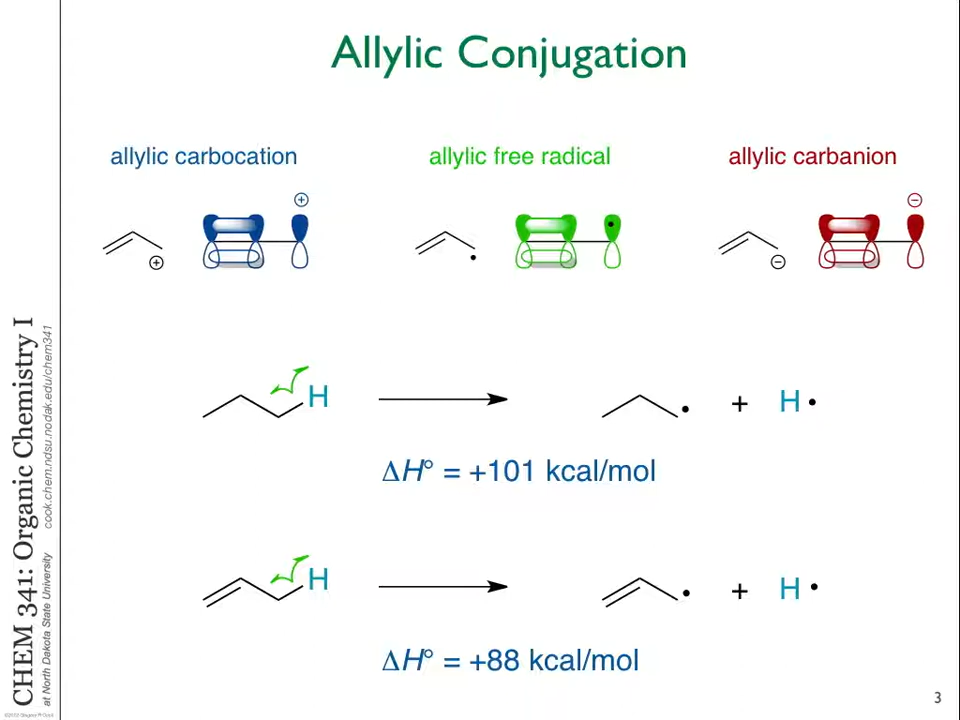 Allylic Conjugation
allylic carbocation
allylic free radical
allylic carbanion
H
+ H •
ΔH° = +101 kcal/mol
H
+ H •
ΔH° = +88 kcal/mol
CHEM 341: Organic Chemistry I
at North Dakota State University cook.chem.ndsu.nodak.edu/chem341
3